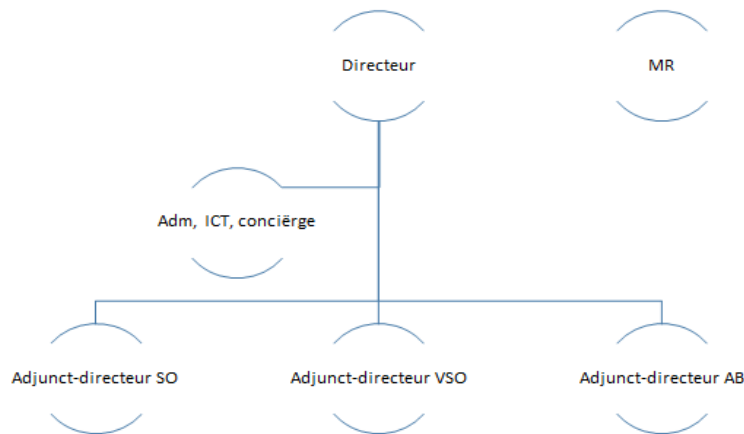 Directeur
MR
Adm, ICT, conciërge
Adjunct-directeur SO
Adjunct-directeur VSO
Adjunct-directeur AB